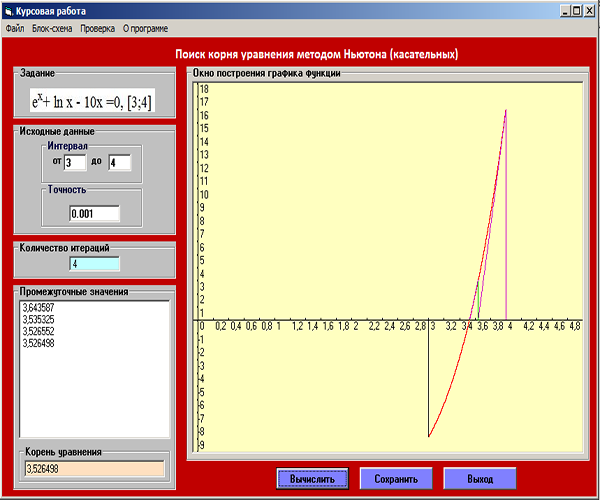 Курсовая работа
Файл Блок-схема Проверка О программе
Поиск корня уравнения методом Ньютона (касательных)
Задание
e^x+ ln x - 10x =0, [3;4]
Исходные данные
Интервал
от 3 до 4
Точность
0.001
Количество итераций
4
Промежуточные значения
3,643587
3,535325
3,526552
3,526498
Корень уравнения
3,526498
Окно построения графика функции
18
17
16
15
14
13
12
11
10
9
8
7
6
5
4
3
2
1
0 0,2 0,4 0,6 0,8 1 1,2 1,4 1,6 1,8 2 2,2 2,4 2,6 2,8 3 3,2 3,4 3,6 3,8 4 4,2 4,4 4,6 4,8
-1
-2
-3
-4
-5
-6
-7
-8
-9
Вычислить Сохранить Выход